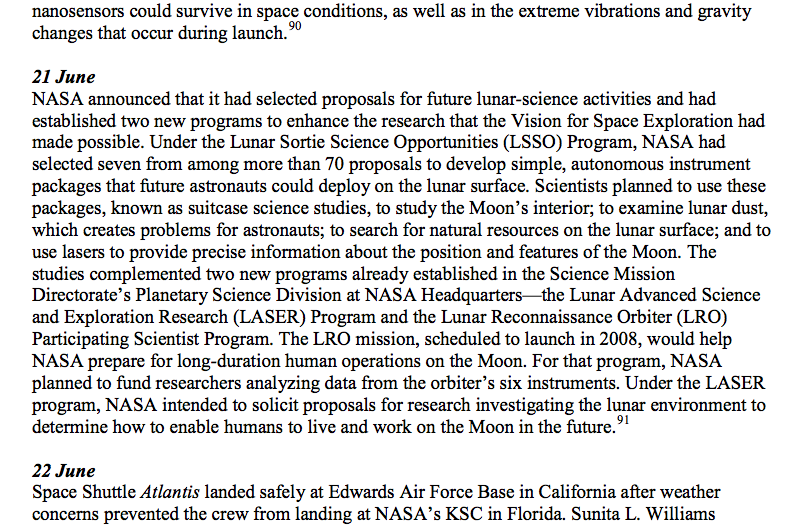 nanosensors could survive in space conditions, as well as in the extreme vibrations and gravity
changes that occur during launch.90
21 June
NASA announced that it had selected proposals for future lunar-science activities and had
established two new programs to enhance the research that the Vision for Space Exploration had
made possible. Under the Lunar Sortie Science Opportunities (LSSO) Program, NASA had
selected seven from among more than 70 proposals to develop simple, autonomous instrument
packages that future astronauts could deploy on the lunar surface. Scientists planned to use these
packages, known as suitcase science studies, to study the Moon’s interior; to examine lunar dust,
which creates problems for astronauts; to search for natural resources on the lunar surface; and to
use lasers to provide precise information about the position and features of the Moon. The
studies complemented two new programs already established in the Science Mission
Directorate’s Planetary Science Division at NASA Headquarters—the Lunar Advanced Science
and Exploration Research (LASER) Program and the Lunar Reconnaissance Orbiter (LRO)
Participating Scientist Program. The LRO mission, scheduled to launch in 2008, would help
NASA prepare for long-duration human operations on the Moon. For that program, NASA
planned to fund researchers analyzing data from the orbiter’s six instruments. Under the LASER
program, NASA intended to solicit proposals for research investigating the lunar environment to
determine how to enable humans to live and work on the Moon in the future.91
22 June
Space Shuttle Atlantis landed safely at Edwards Air Force Base in California after weather
concerns prevented the crew from landing at NASA’s KSC in Florida. Sunita L. Williams